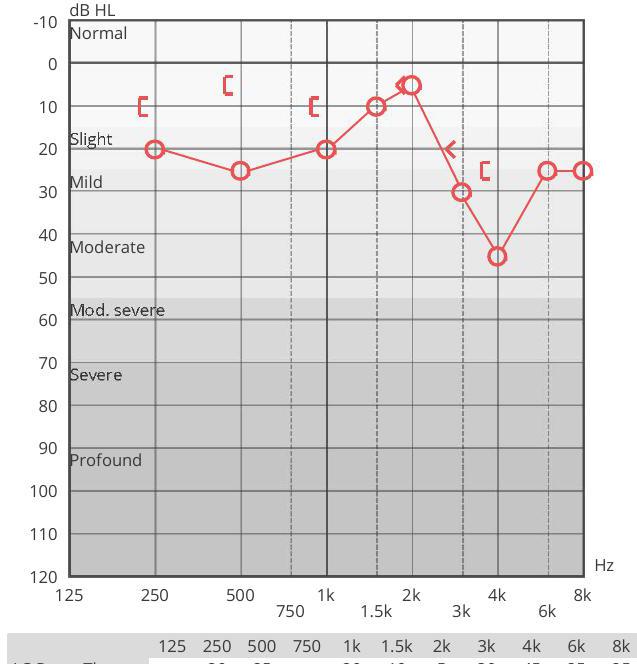 dB HL
-10
Normal
0
10
Slight
20
Mild
30
40
Moderate
50
Mod. severe
60
70
Severe
80
90
Profound
100
110
120
Hz
125 250 500 1k 2k 4k 8k
750 1.5k 3k 6k
125 250 500 750 1k 1.5k 2k 3k 4k 6k 8k